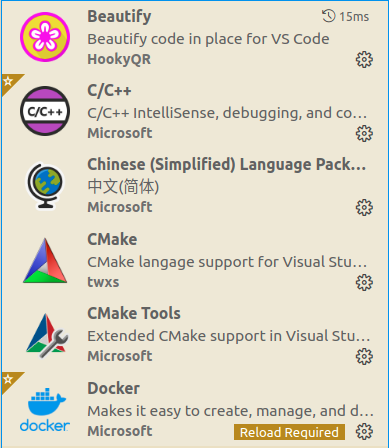 Beautify 15ms
Beautify code in place for VS Code
HookyQR
C/C++
C/C++
C/C++ IntelliSense, debugging, and co...
Microsoft
Chinese (Simplified) Language Pack...
中文(简体)
Microsoft
CMake
CMake langage support for Visual Stu...
twxs
CMake Tools
Extended CMake support in Visual Stu...
Microsoft
Docker
docker
Makes it easy to create, manage, and d...
Microsoft Reload Required